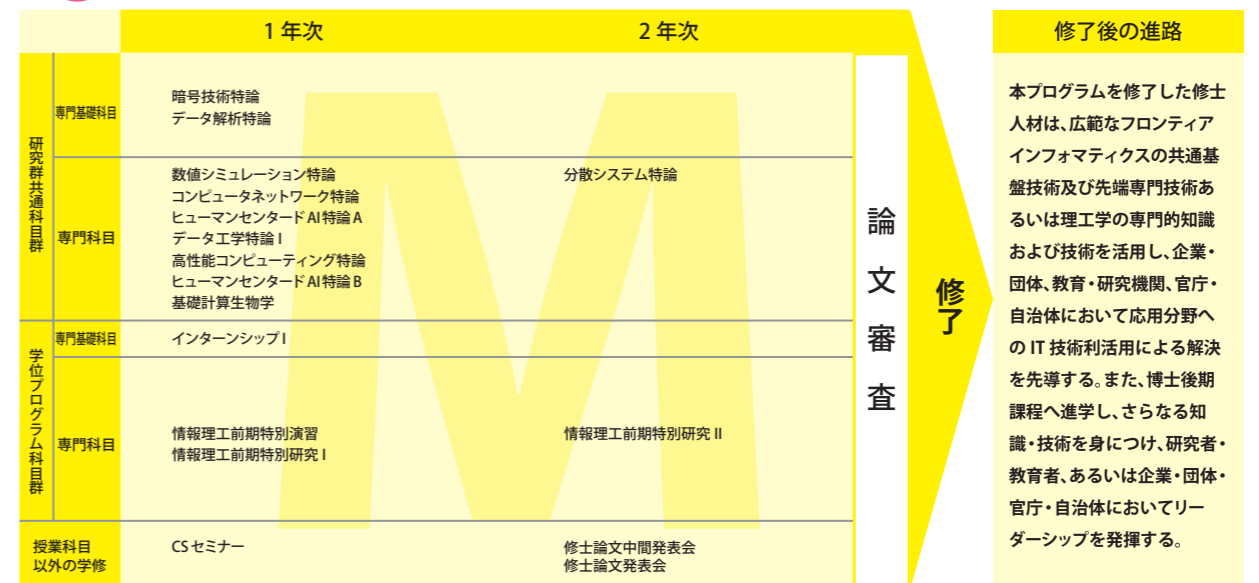 1 年次
2 年次
修了後の進路
研究群共通科目群
専門基礎科目
暗号技術特論
データ解析特論
専門科目
数値シミュレーション特論
コンピュータネットワーク特論
ヒューマンセンタード AI 特論 A
データ工学特論 I
高性能コンピューティング特論
ヒューマンセンタード AI 特論 B
基礎計算生物学
分散システム特論
学位プログラム科目群
専門基礎科目
インターンシップ I
専門科目
情報理工前期特別演習
情報理工前期特別研究 I
情報理工前期特別研究 II
授業科目
以外の学修
CS セミナー
修士論文中間発表会
修士論文発表会
論文審査
修了
本プログラムを修了した修士
人材は、広範なフロンティア
インフォマティクスの共通基
盤技術及び先端専門技術あ
るいは理工学の専門的知識
および技術を活用し、企業・
団体、教育・研究機関、官庁・
自治体において応用分野へ
の IT 技術利活用による解決
を先導する。また、博士後期
課程へ進学し、さらなる知
識・技術を身につけ、研究者・
教育者、あるいは企業・団体・
官庁・自治体においてリー
ダーシップを発揮する。
M